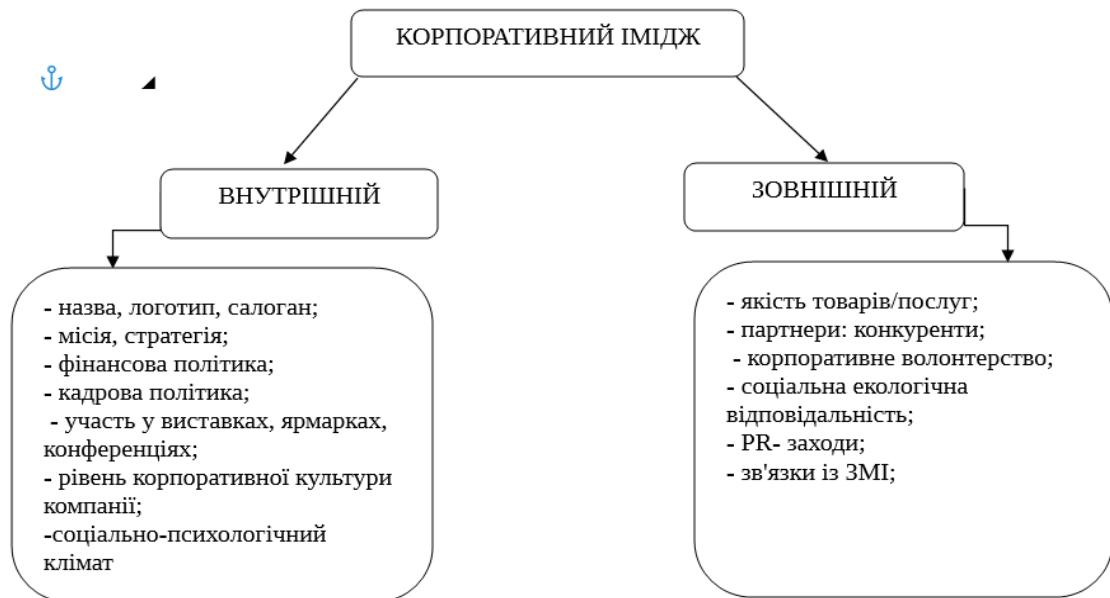 КОРПОРАТИВНИЙ ІМІДЖ
ВНУТРІШНІЙ
ЗОВНІШНІЙ
- назва, логотип, салоган;
- місія, стратегія;
- фінансова політика;
- кадрова політика;
- участь у виставках, ярмарках,
конференціях;
- рівень корпоративної культури
компанії;
-соціально-психологічний
клімат
- якість товарів/послуг;
- партнери: конкуренти;
- корпоративне волонтерство;
- соціальна екологічна
відповідальність;
- PR- заходи;
- зв'язки із ЗМІ;